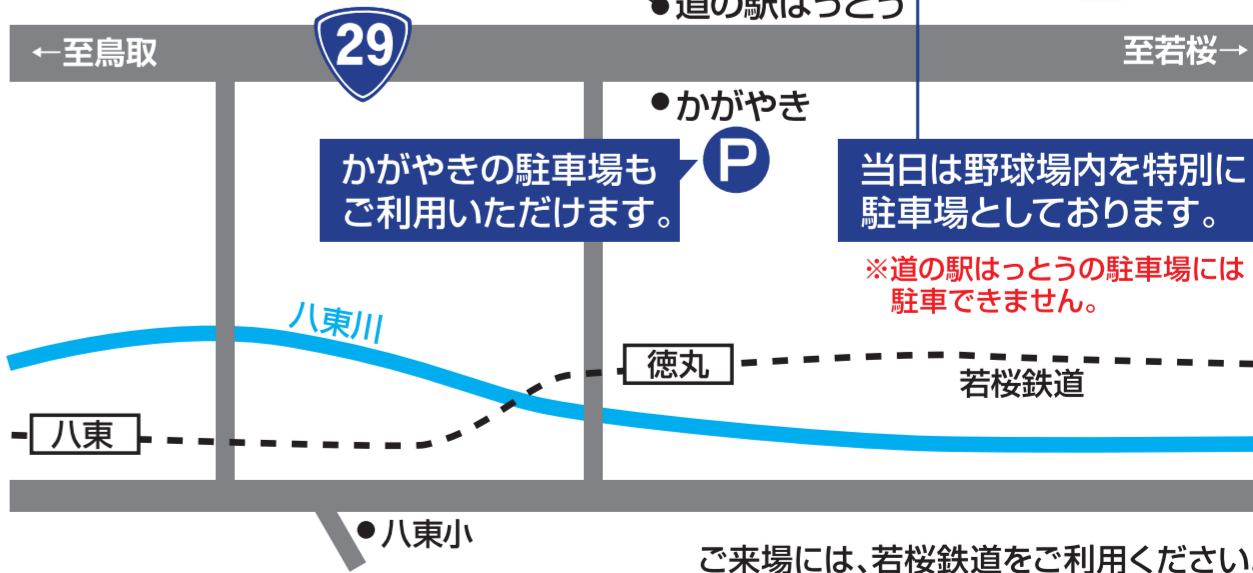 ●道の駅はっとう
←至鳥取
29
至若桜→
●かがやき
P
かがやきの駐車場も
ご利用いただけます。
当日は野球場内を特別に
駐車場としております。
※道の駅はっとうの駐車場には
駐車できません。
八東川
徳丸
若桜鉄道
八東
●八東小
ご来場には、若桜鉄道をご利用ください。